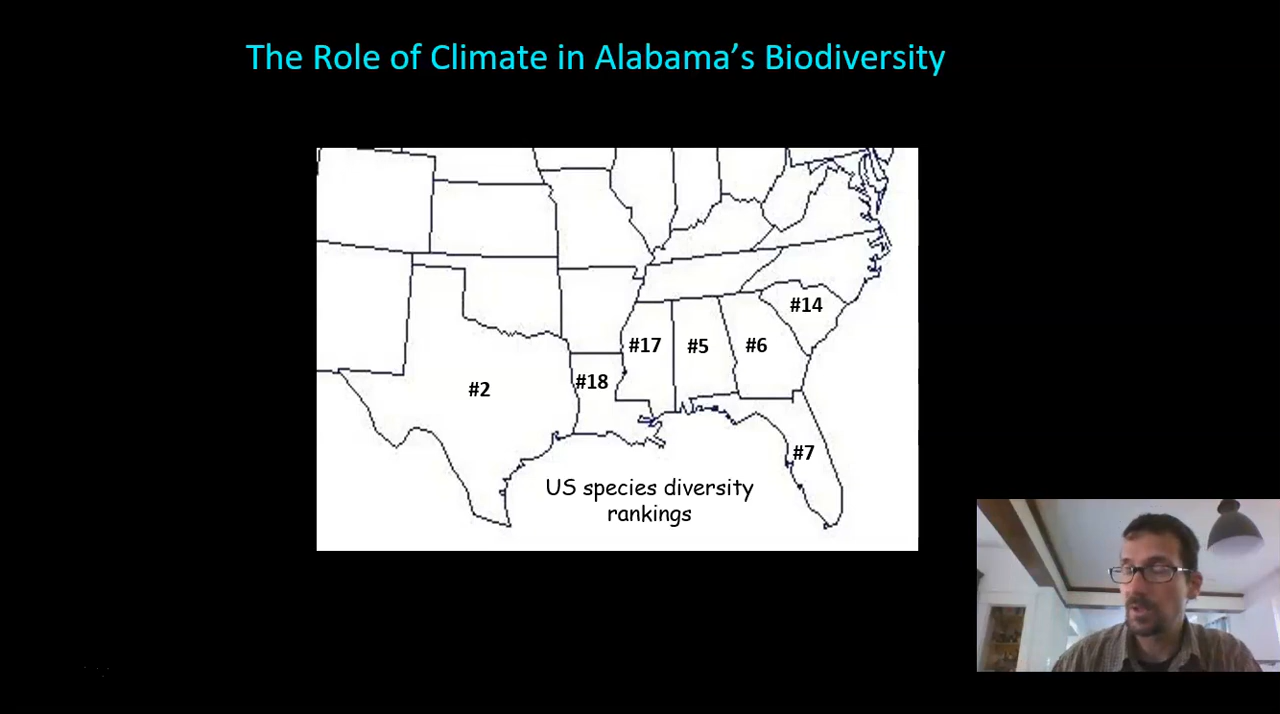 The Role of Climate in Alabama's Biodiversity
#14
#17
#5
#6
#18
#2
#7
US species diversity
rankings